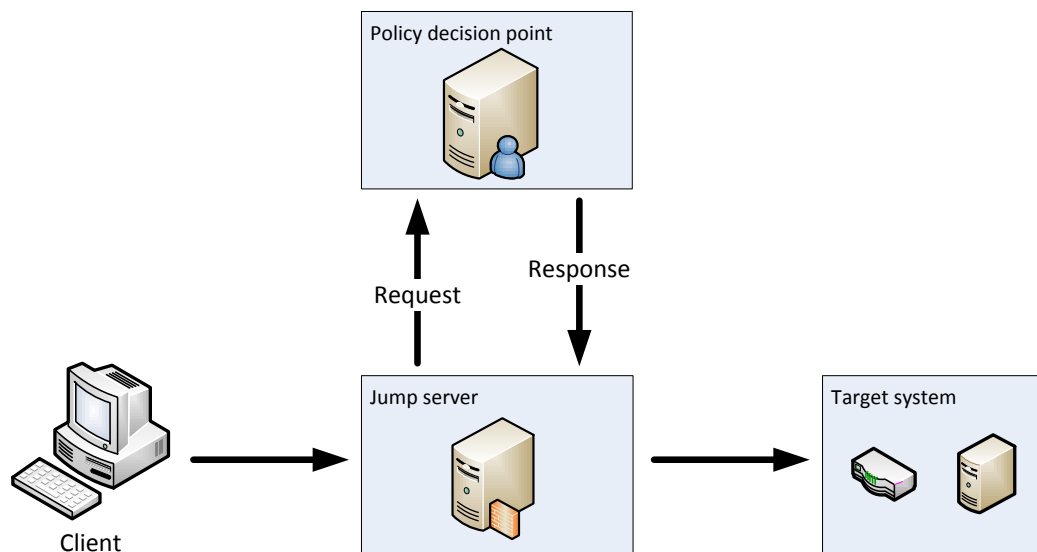 Policy decision point
Response
Request
Jump server
Target system
Client